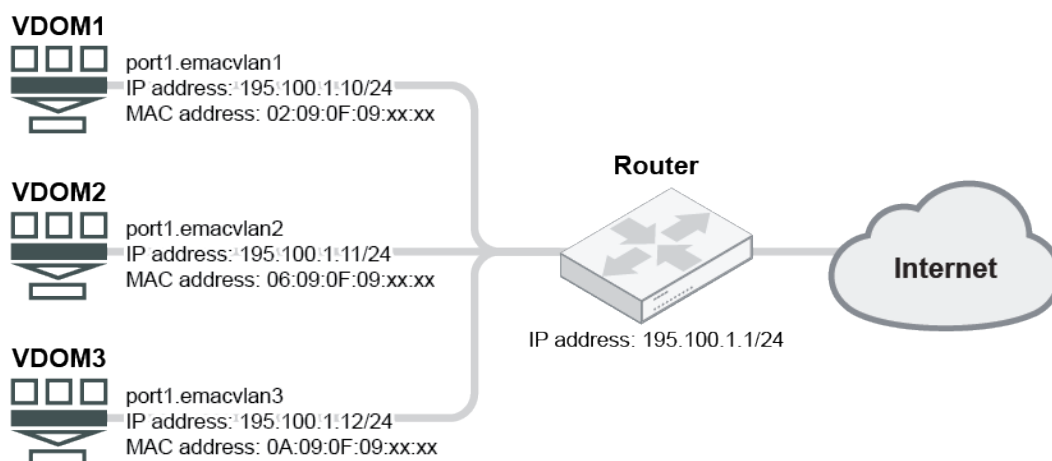 VDOM1
port1.emacvlan1
IP address: 195.100.1.10/24
MAC address: 02:09:0F:09:xx:xx
VDOM2
port1.emacvlan2
IP address: 195.100.1.11/24
MAC address: 06:09:0F:09:xx:xx
VDOM3
port1.emacvlan3
IP address: 195.100.1.12/24
MAC address: 0A:09:0F:09:xx:xx
Router
IP address: 195.100.1.1/24
Internet